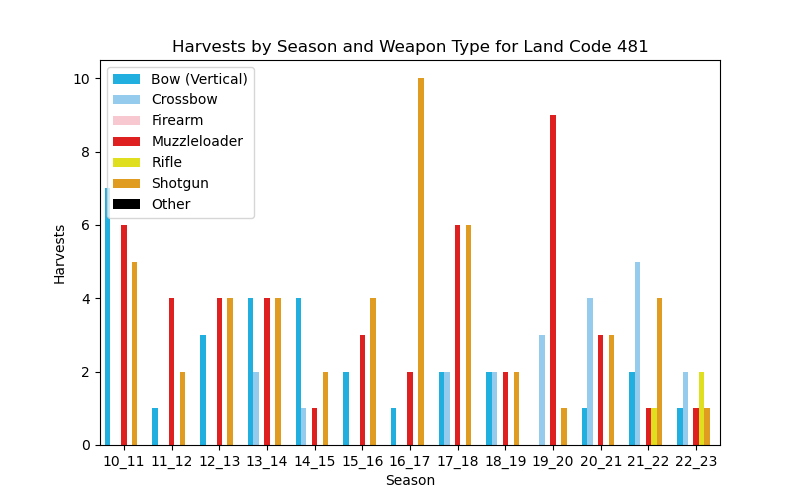 Harvests by Season and Weapon Type for Land Code 481
10
8
6
4
2
0
Harvests
Bow (Vertical)
Crossbow
Firearm
Muzzleloader
Rifle
Shotgun
Other
10_11 11_12 12_13 13_14 14_15 15_16 16_17 17_18 18_19 19_20 20_21 21_22 22_23
Season